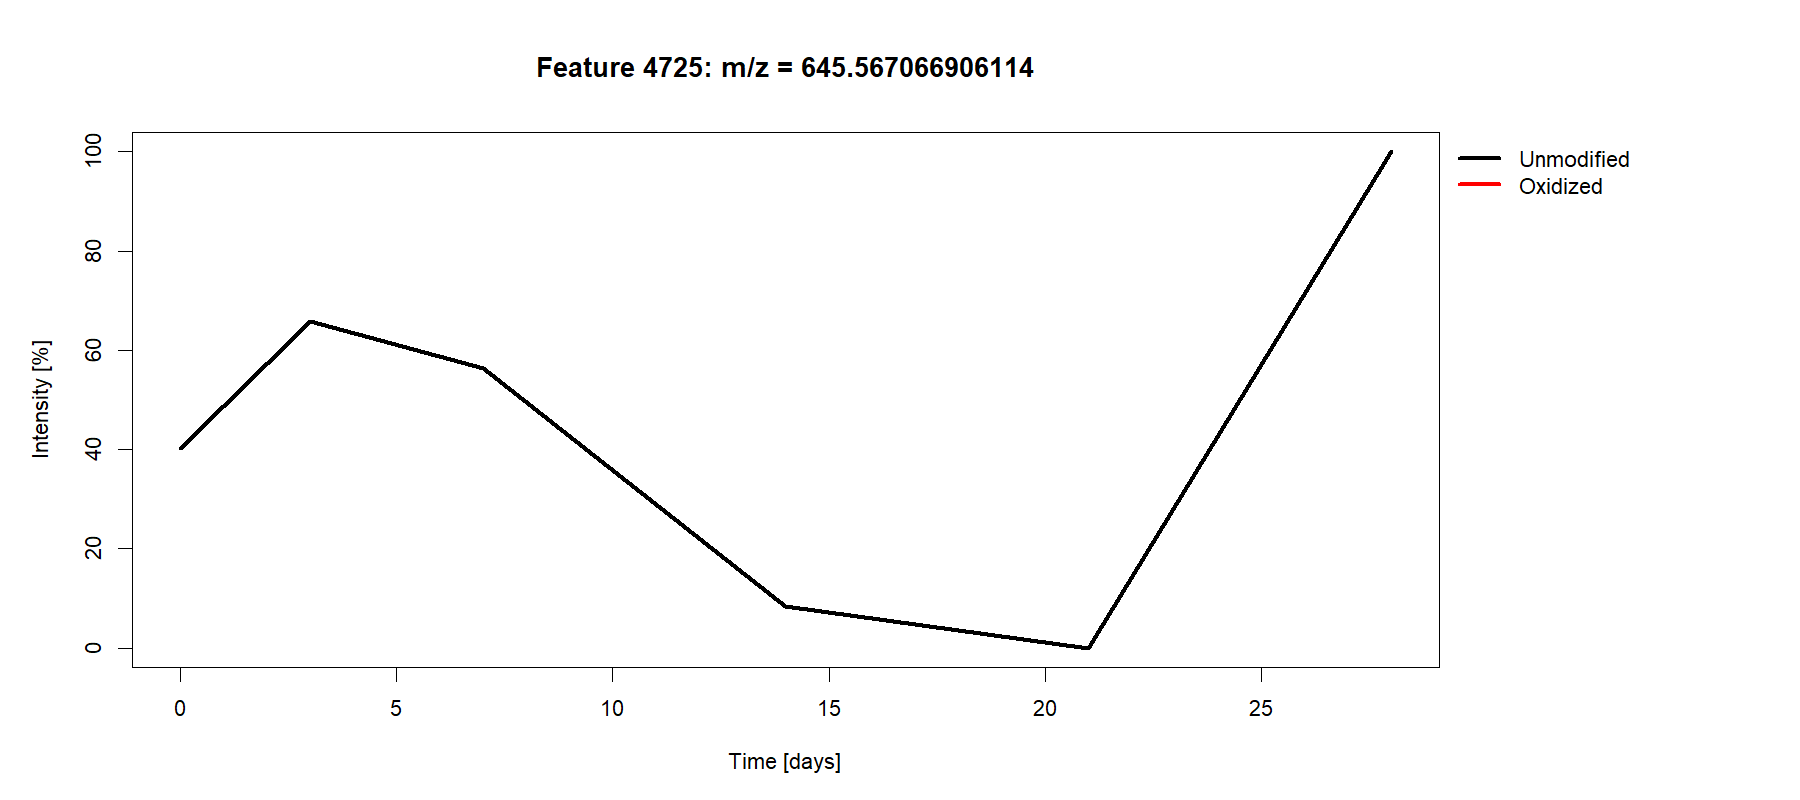 Feature 4725: m/z = 645.567066906114
Unmodified
Oxidized
Intensity [%]
100
80
60
40
20
0
0 5 10 15 20 25
Time [days]